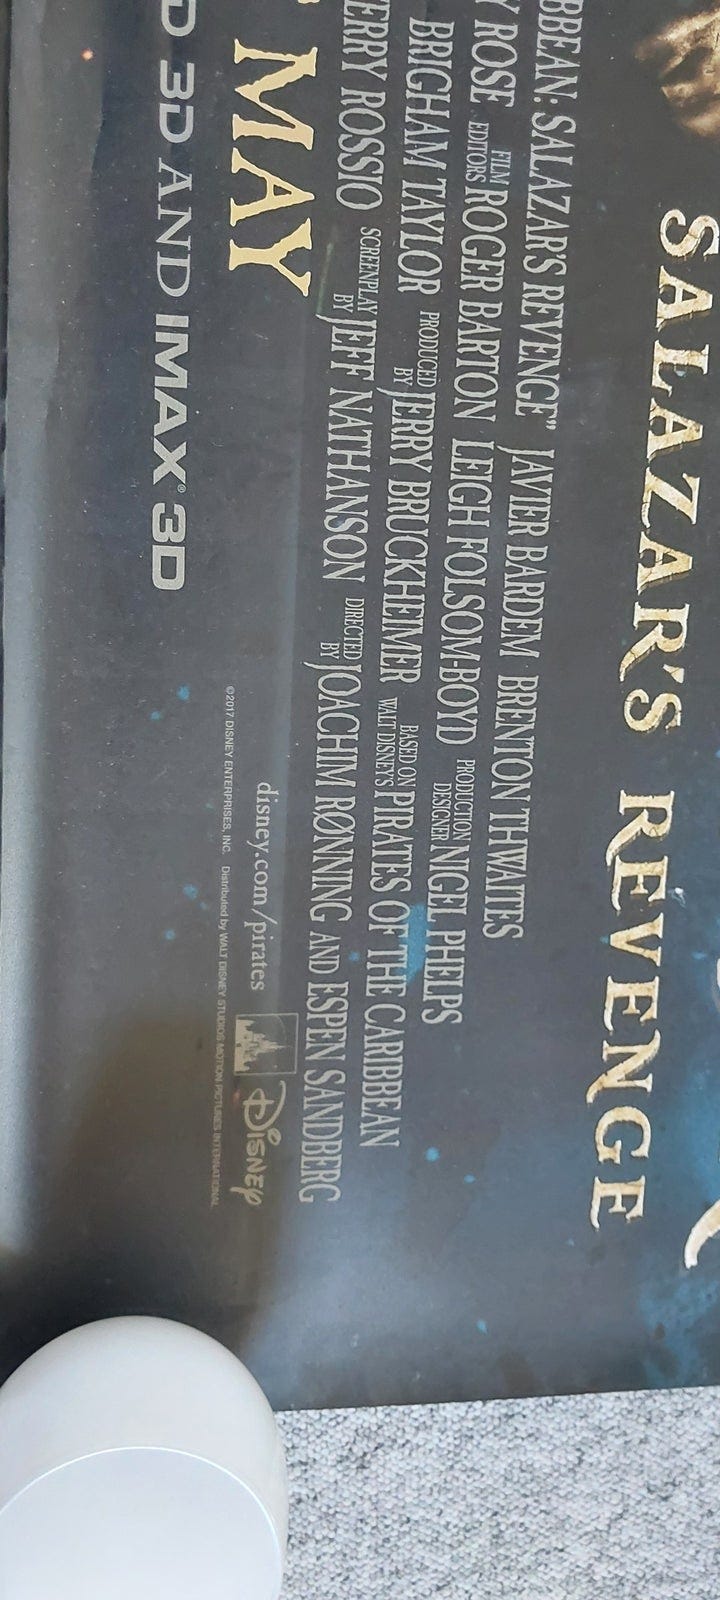 SALAZAR'S REVENGE
BBEAN: SALAZAR'S REVENGE" JAVIER BARDEM BRENTON THWAITES
Y ROSE FILM EDITORS ROGER BARTON LEIGH FOLSOM-BOYD PRODUCTION DESIGNER NIGEL PHELPS
BRIGHAM TAYLOR PRODUCED BY JERRY BRUCKHEIMER BASED ON WALT DISNEY'S PIRATES OF THE CARIBBEAN
ERRY ROSSIO SCREENPLAY BY JEFF NATHANSON DIRECTED BY JOACHIM RØNNING AND ESPEN SANDBERG
MAY
disney.com/pirates DISNEY
©2017 DISNEY ENTERPRISES, INC. Distributed by WALT DISNEY STUDIOS MOTION PICTURES INTERNATIONAL
D 3D AND IMAX® 3D